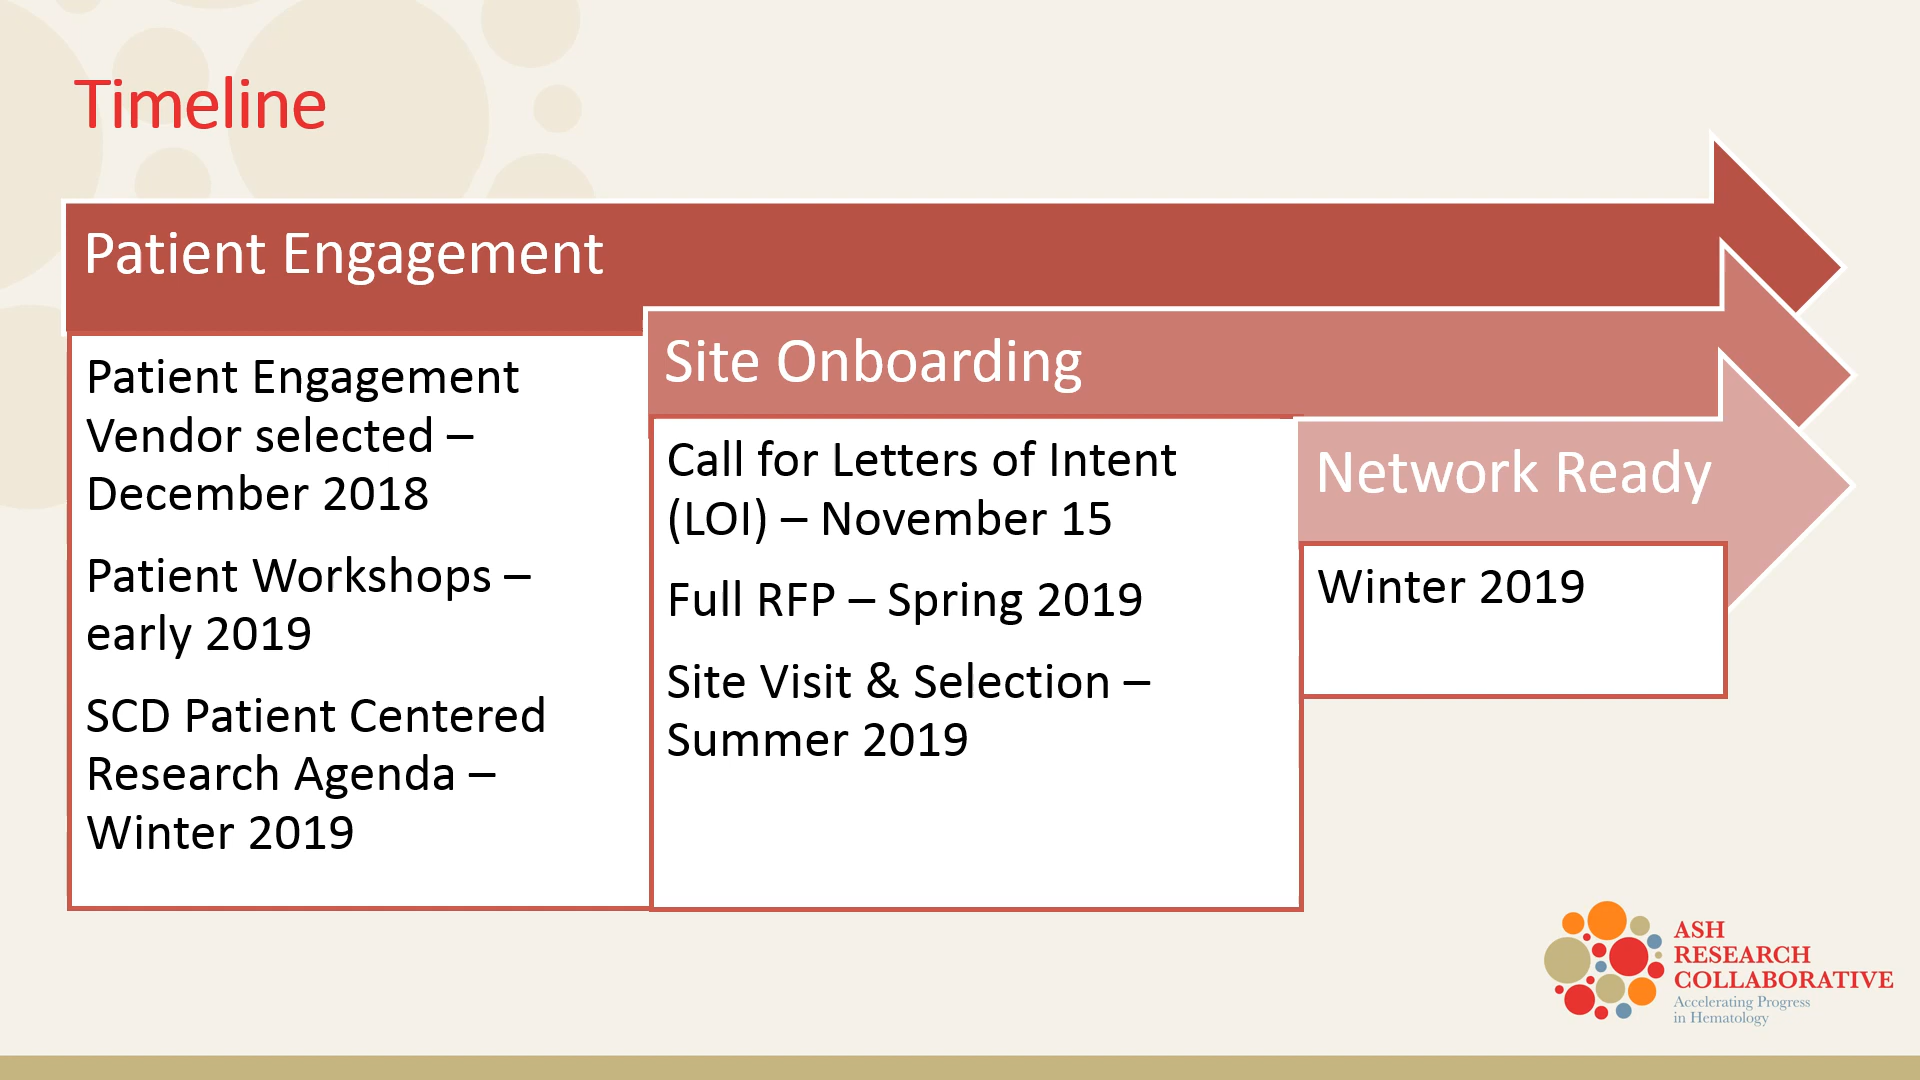 Timeline
Patient Engagement
Patient Engagement
Vendor selected –
December 2018
Patient Workshops –
early 2019
SCD Patient Centered
Research Agenda –
Winter 2019
Site Onboarding
Call for Letters of Intent
(LOI) – November 15
Full RFP – Spring 2019
Site Visit & Selection –
Summer 2019
Network Ready
Winter 2019
ASH
RESEARCH
COLLABORATIVE
Accelerating Progress
in Hematology